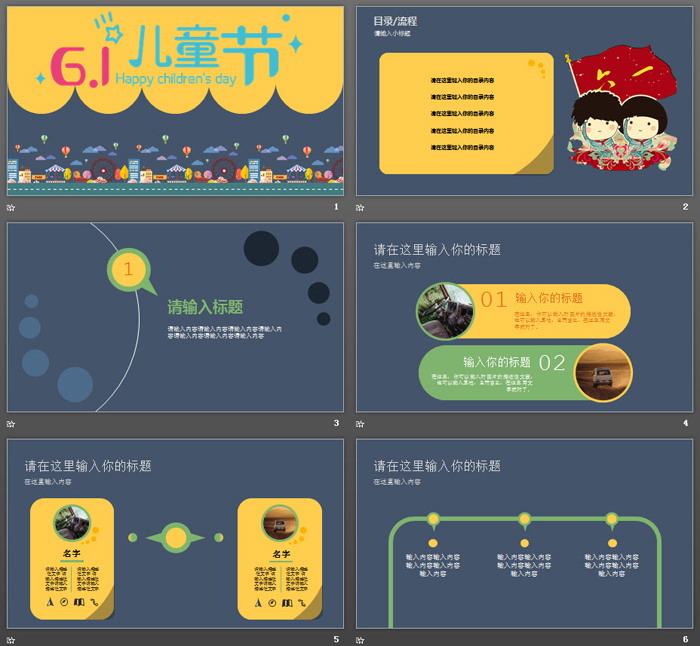 6.1 儿童节
Happy children's day
1
目录/流程
请输入小标题
在这里输入你的目录内容
在这里输入你的目录内容
在这里输入你的目录内容
在这里输入你的目录内容
在这里输入你的目录内容
六一
2
1
请输入标题
请输入内容请输入内容请输入内容请输入内
容请输入内容请输入内容请输入内容
3
请在这里输入你的标题
在这里输入内容
01 输入你的标题
输入你的标题 02
4
请在这里输入你的标题
在这里输入内容
名字
名字
5
请在这里输入你的标题
在这里输入内容
输入内容输入内容
输入内容输入内容
输入内容
输入内容输入内容
输入内容输入内容
输入内容
输入内容输入内容
输入内容输入内容
输入内容
6